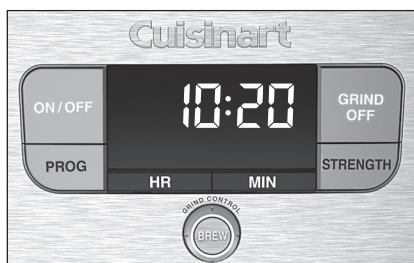 Cuisinart
ON/OFF
10:20
GRIND
OFF
PROG
HR
MIN
STRENGTH
GRIND CONTROL
BREW